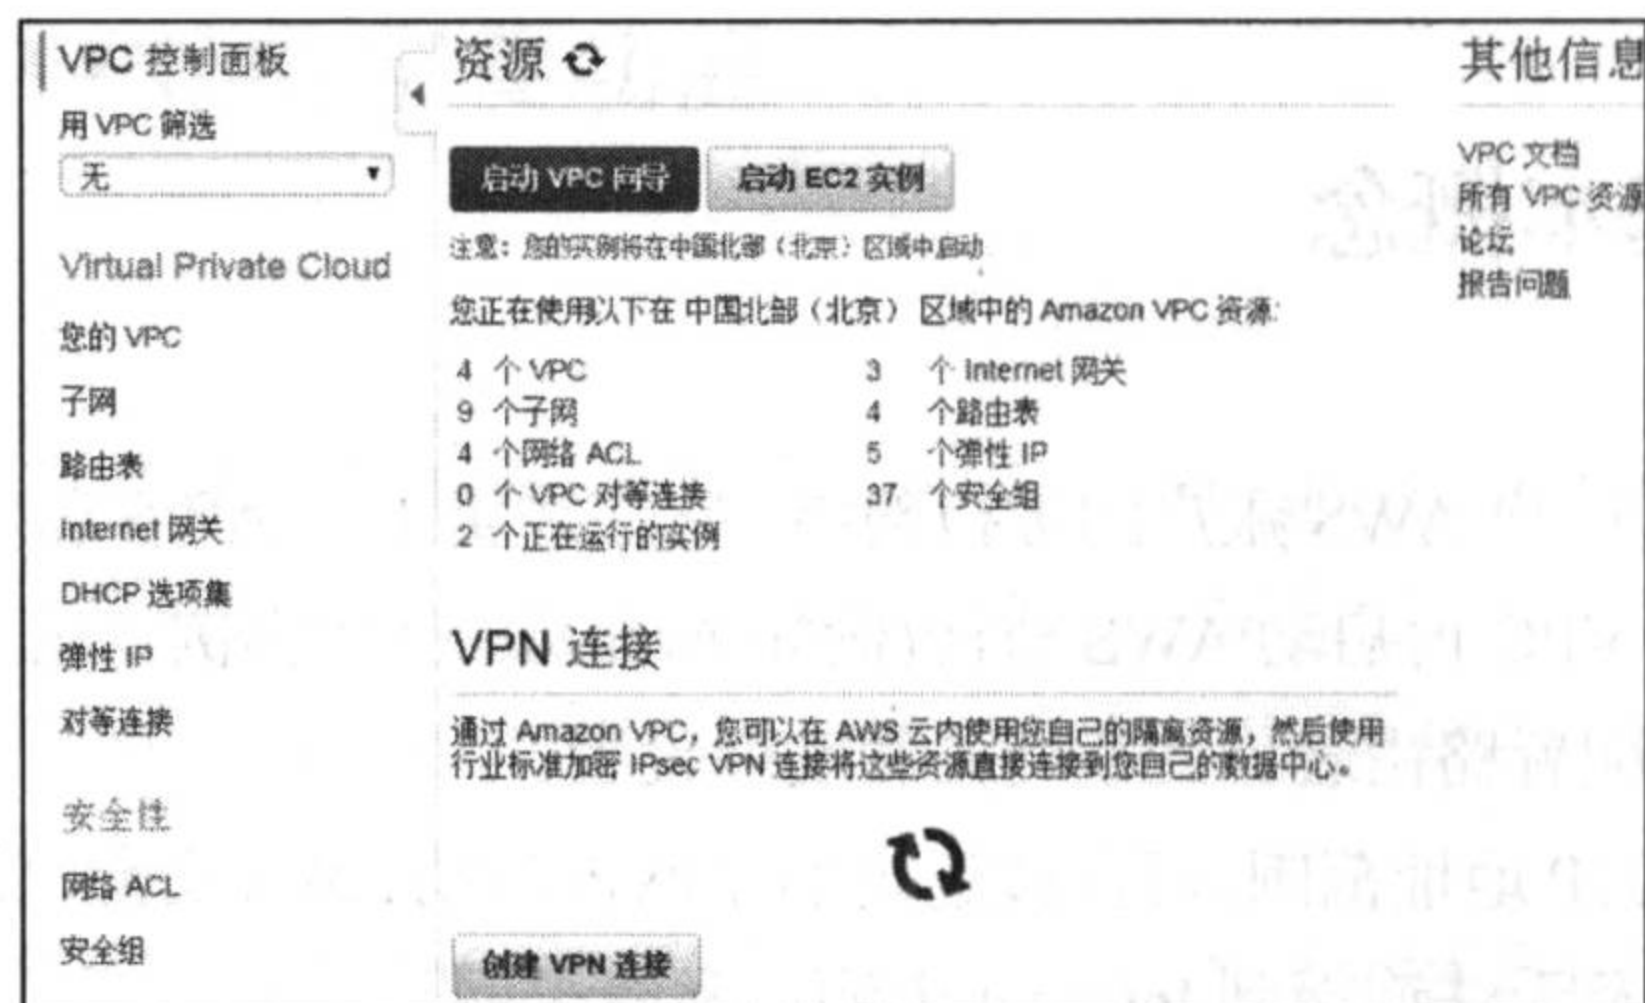 VPC 控制面板
用 VPC 筛选
无
Virtual Private Cloud
您的 VPC
子网
路由表
Internet 网关
DHCP 选项集
弹性 IP
对等连接
安全性
网络 ACL
安全组
资源
启动 VPC 向导
启动 EC2 实例
注意：您的实例将在中国北部（北京）区域中启动
您正在使用以下在 中国北部（北京） 区域中的 Amazon VPC 资源:
4 个 VPC
3 个 Internet 网关
9 个子网
4 个路由表
4 个网络 ACL
5 个弹性 IP
0 个 VPC 对等连接
37 个安全组
2 个正在运行的实例
VPN 连接
通过 Amazon VPC，您可以在 AWS 云内使用您自己的隔离资源，然后使用
行业标准加密 IPsec VPN 连接将这些资源直接连接到您自己的数据中心。
创建 VPN 连接
其他信息
VPC 文档
所有 VPC 资源
论坛
报告问题